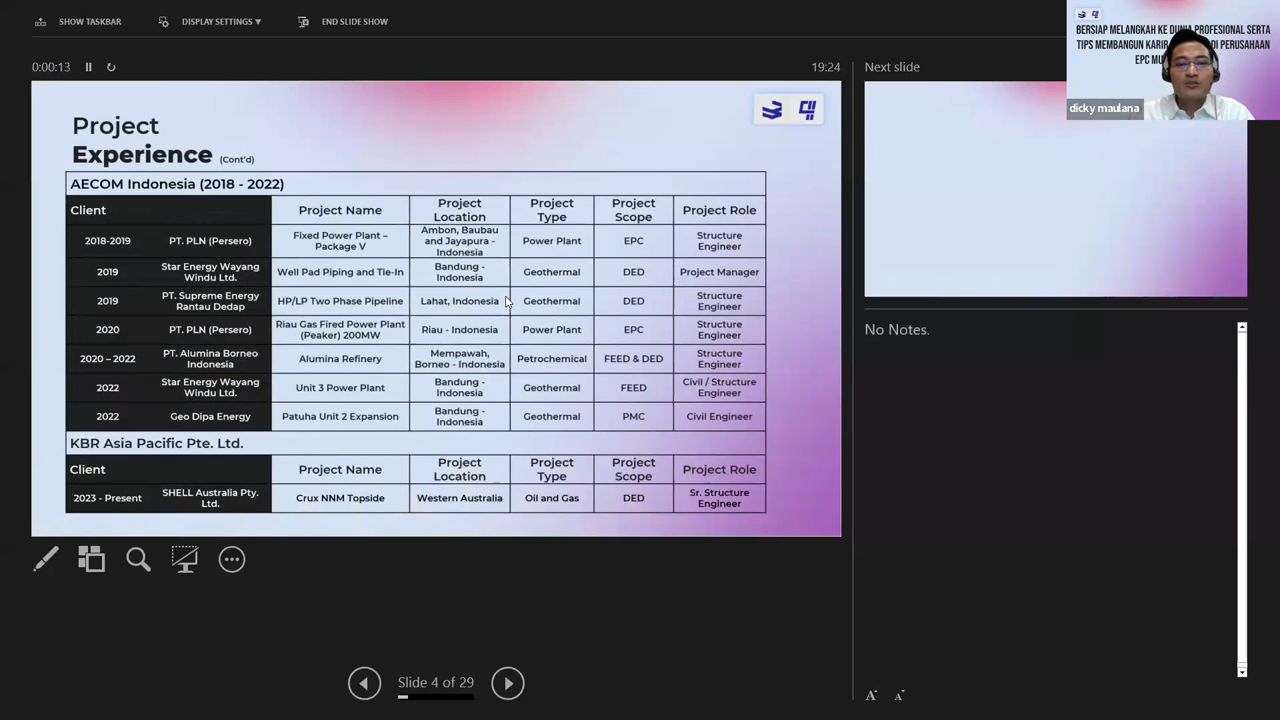 SHOW TASKBAR
DISPLAY SETTINGS ▼
END SLIDE SHOW
0:00:13
19:24
Next slide
BERSIAP MELANGKAH KE DUNIA PROFESIONAL SERTA
TIPS MEMBANGUN KARIR DI PERUSAHAAN
EPC
dicky maulana
Project
Experience (Cont'd)
AECOM Indonesia (2018 - 2022)
Client Project Name Project Location Project Type Project Scope Project Role
2018-2019 PT. PLN (Persero) Fixed Power Plant – Package V Ambon, Baubau and Jayapura - Indonesia Power Plant EPC Structure Engineer
2019 Star Energy Wayang Windu Ltd. Well Pad Piping and Tie-In Bandung - Indonesia Geothermal DED Project Manager
2019 PT. Supreme Energy Rantau Dedap HP/LP Two Phase Pipeline Lahat, Indonesia Geothermal DED Structure Engineer
2020 PT. PLN (Persero) Riau Gas Fired Power Plant (Peaker) 200MW Riau - Indonesia Power Plant EPC Structure Engineer
2020 – 2022 PT. Alumina Borneo Indonesia Alumina Refinery Mempawah, Borneo - Indonesia Petrochemical FEED & DED Structure Engineer
2022 Star Energy Wayang Windu Ltd. Unit 3 Power Plant Bandung - Indonesia Geothermal FEED Civil / Structure Engineer
2022 Geo Dipa Energy Patuha Unit 2 Expansion Bandung - Indonesia Geothermal PMC Civil Engineer
KBR Asia Pacific Pte. Ltd.
Client Project Name Project Location Project Type Project Scope Project Role
2023 - Present SHELL Australia Pty. Ltd. Crux NNM Topside Western Australia Oil and Gas DED Sr. Structure Engineer
No Notes.
Slide 4 of 29
A A